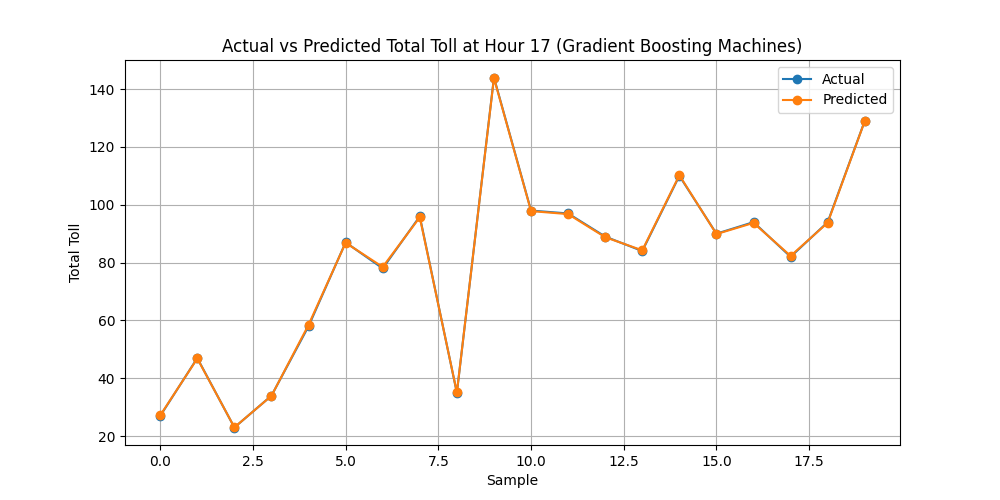 Actual vs Predicted Total Toll at Hour 17 (Gradient Boosting Machines)
Actual
Predicted
140
120
100
80
60
40
20
Total Toll
0.0 2.5 5.0 7.5 10.0 12.5 15.0 17.5
Sample